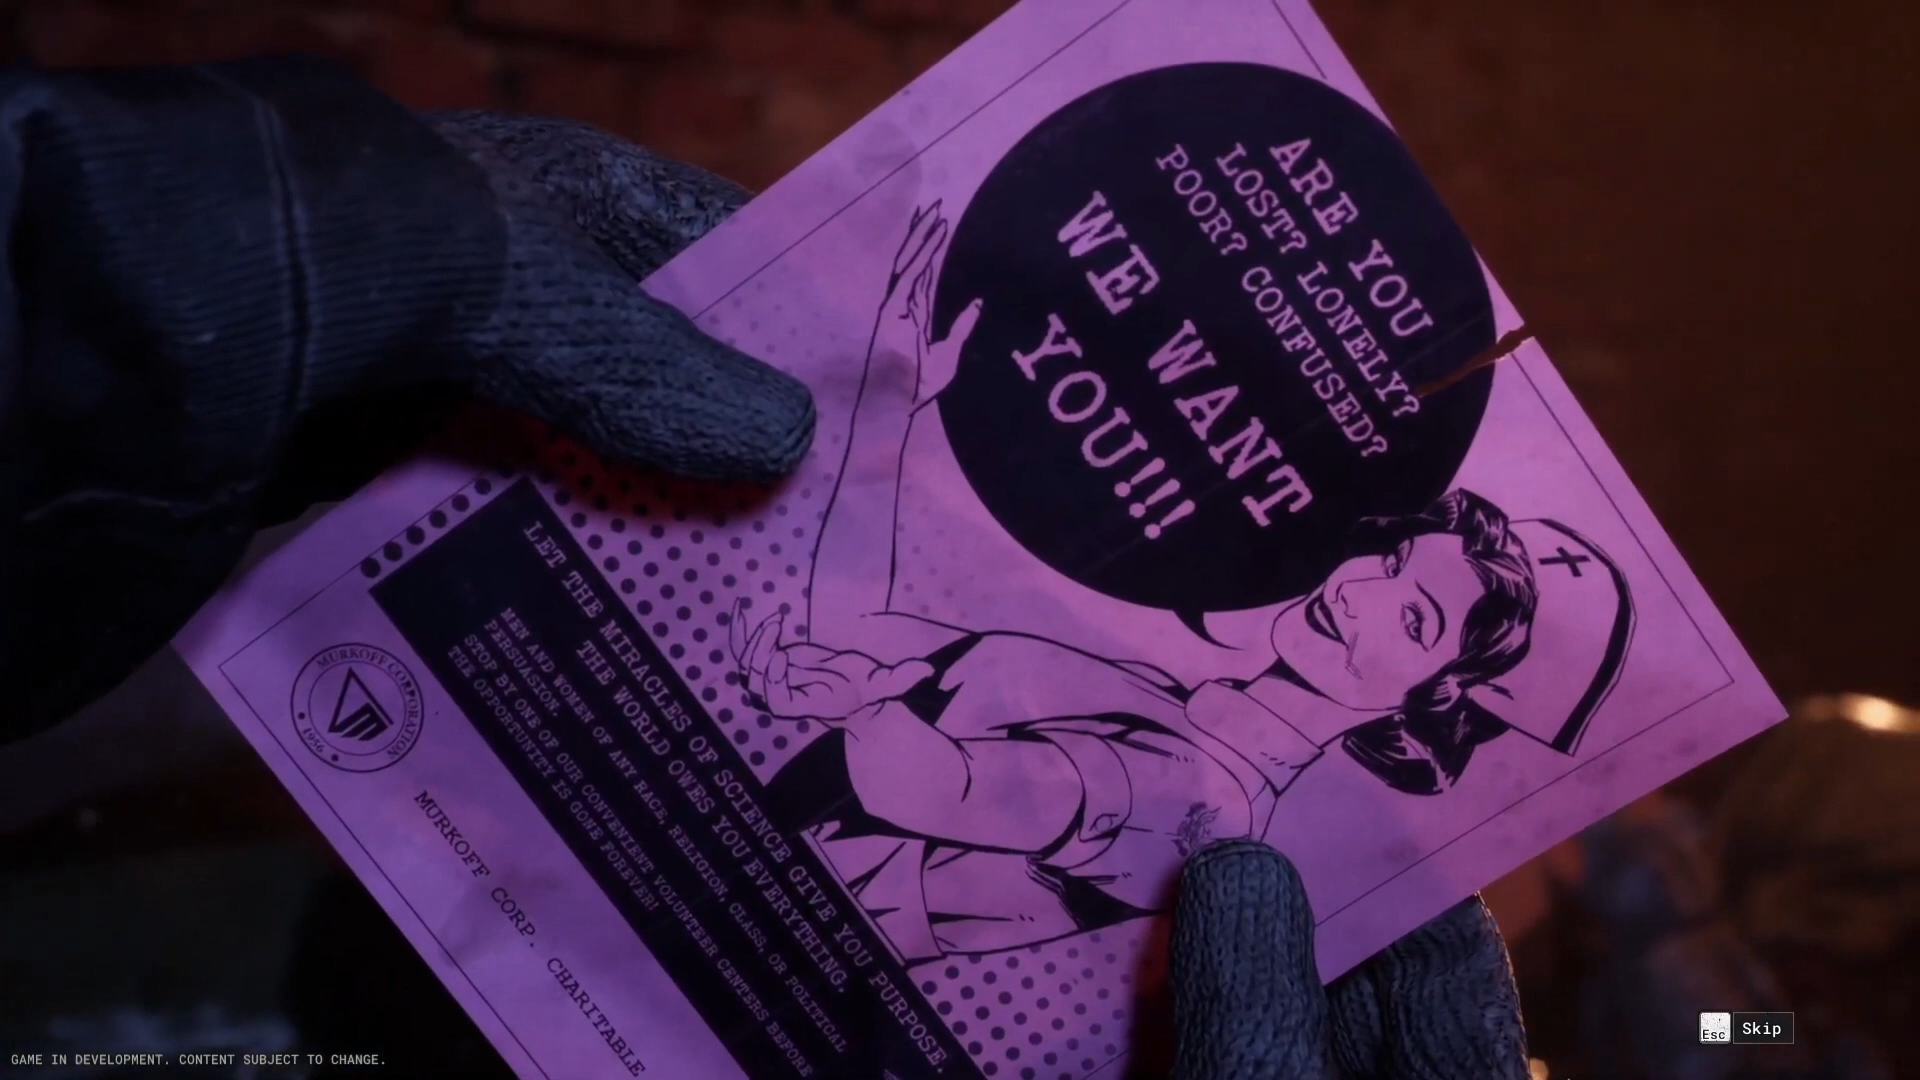 ARE YOU
LOST? LONELY?
POOR? CONFUSED?
WE WANT
YOU!!!
LET THE MIRACLES OF SCIENCE GIVE YOU PURPOSE.
THE WORLD OWES YOU EVERYTHING.
MEN AND WOMEN OF ANY RACE, RELIGION, CLASS, OR POLITICAL
PERSUASION.
STOP BY ONE OF OUR CONVENIENT VOLUNTEER CENTERS BEFORE
THE OPPORTUNITY IS GONE FOREVER!
MURKOFF CORPORATION
1956
MURKOFF CORP. CHARITABLE
GAME IN DEVELOPMENT. CONTENT SUBJECT TO CHANGE.
Esc Skip